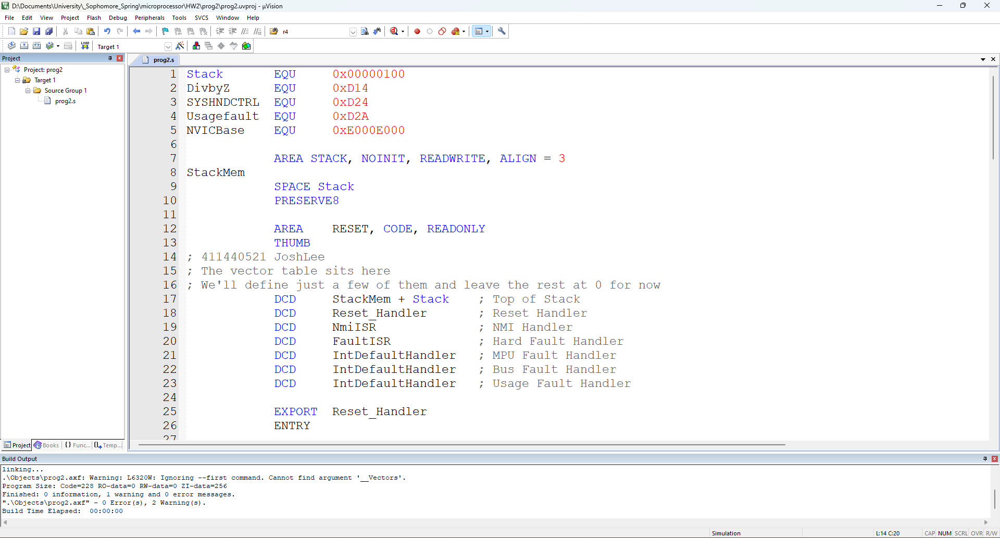 D:\Documents\University\_Sophomore_Spring\microprocessor\HW2\prog2\prog2.uvproj - µVision
File Edit View Project Flash Debug Peripherals Tools SVCS Window Help
r4
LOAD Target 1
Project
prog2.s
Project: prog2
Target 1
Source Group 1
prog2.s
1 Stack EQU 0x00000100
2 DivbyZ EQU 0xD14
3 SYSHNDCTRL EQU 0xD24
4 Usagefault EQU 0xD2A
5 NVICBase EQU 0xE000E000
6
7 AREA STACK, NOINIT, READWRITE, ALIGN = 3
8 StackMem
9 SPACE Stack
10 PRESERVE8
11
12 AREA RESET, CODE, READONLY
13 THUMB
14 ; 411440521 JoshLee
15 ; The vector table sits here
16 ; We'll define just a few of them and leave the rest at 0 for now
17 DCD StackMem + Stack ; Top of Stack
18 DCD Reset_Handler ; Reset Handler
19 DCD NmiISR ; NMI Handler
20 DCD FaultISR ; Hard Fault Handler
21 DCD IntDefaultHandler ; MPU Fault Handler
22 DCD IntDefaultHandler ; Bus Fault Handler
23 DCD IntDefaultHandler ; Usage Fault Handler
24
25 EXPORT Reset_Handler
26 ENTRY
27
Project Books {} Func... Temp...
Build Output
linking...
.\Objects\prog2.axf: Warning: L6320W: Ignoring --first command. Cannot find argument '__Vectors'.
Program Size: Code=228 RO-data=0 RW-data=0 ZI-data=256
Finished: 0 information, 1 warning and 0 error messages.
".\Objects\prog2.axf" - 0 Error(s), 2 Warning(s).
Build Time Elapsed: 00:00:00
Simulation L:14 C:20 CAP NUM SCRL OVR R/W